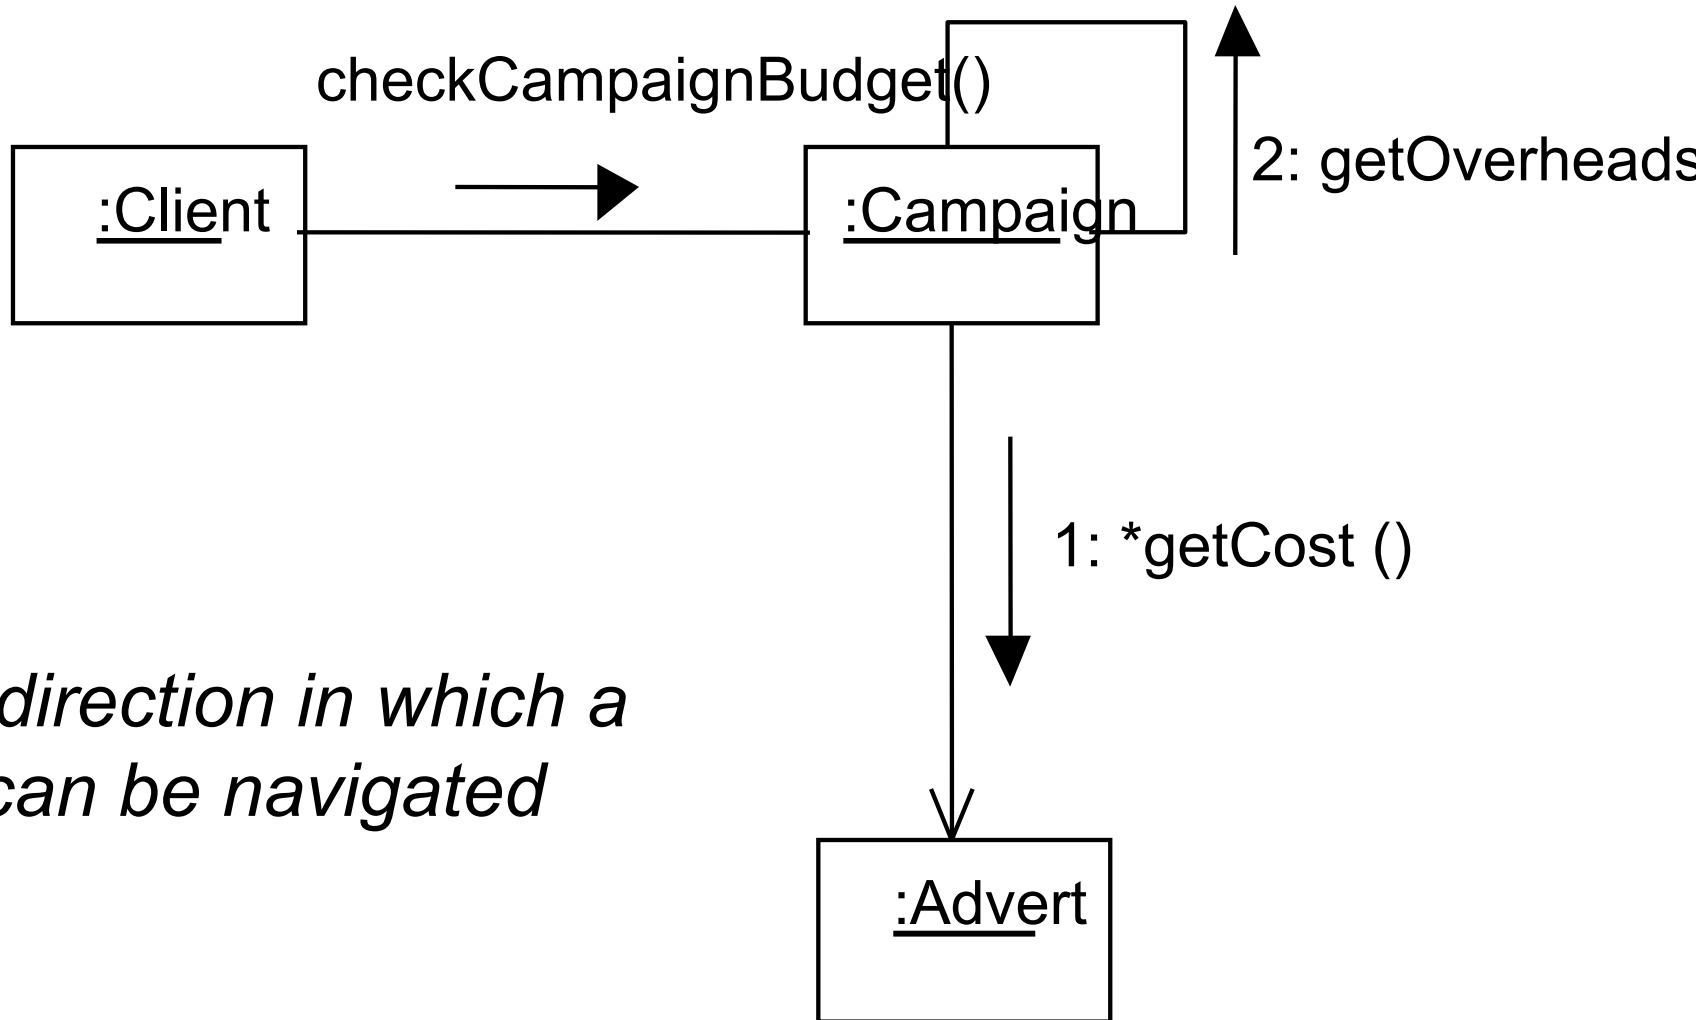 checkCampaignBudget()
2: getOverheads
:Client
:Campaign
1: *getCost ()
direction in which a
can be navigated
:Advert